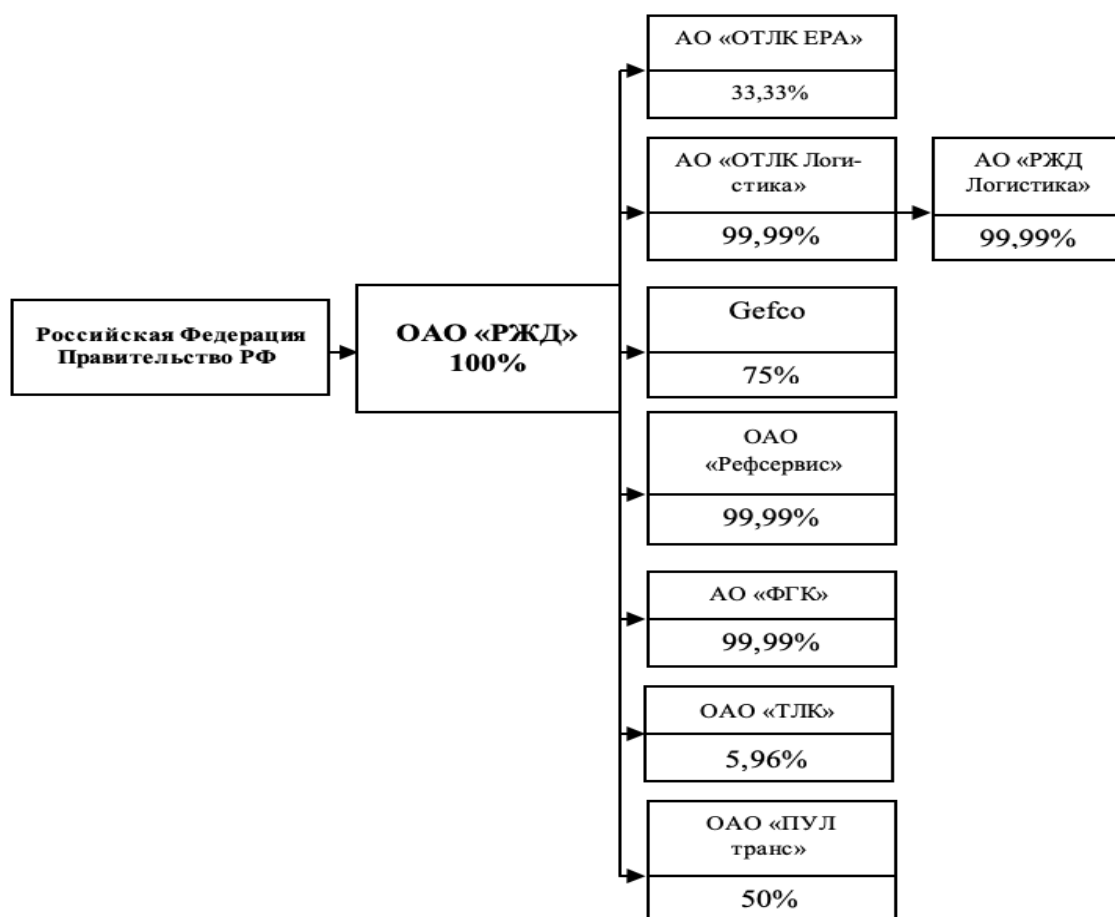 АО «ОТЛК ЕРА»
33,33%
АО «ОТЛК Логи-
стика»
99,99%
АО «РЖД
Логистика»
99,99%
Российская Федерация
Правительство РФ
ОАО «РЖД»
100%
Gefco
75%
ОАО
«Рефсервис»
99,99%
АО «ФГК»
99,99%
ОАО «ТЛК»
5,96%
ОАО «ПУЛ
транс»
50%